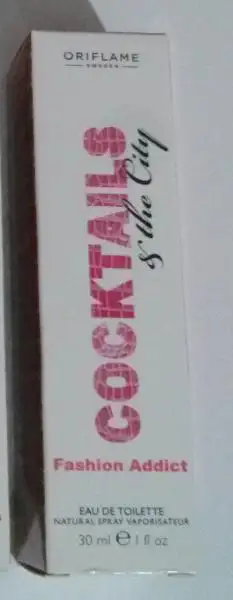 ORIFLAME
SWEDEN
COCKTAILS
& the City
Fashion Addict
EAU DE TOILETTE
NATURAL SPRAY VAPORISATEUR
30 ml ℮ 1 fl oz